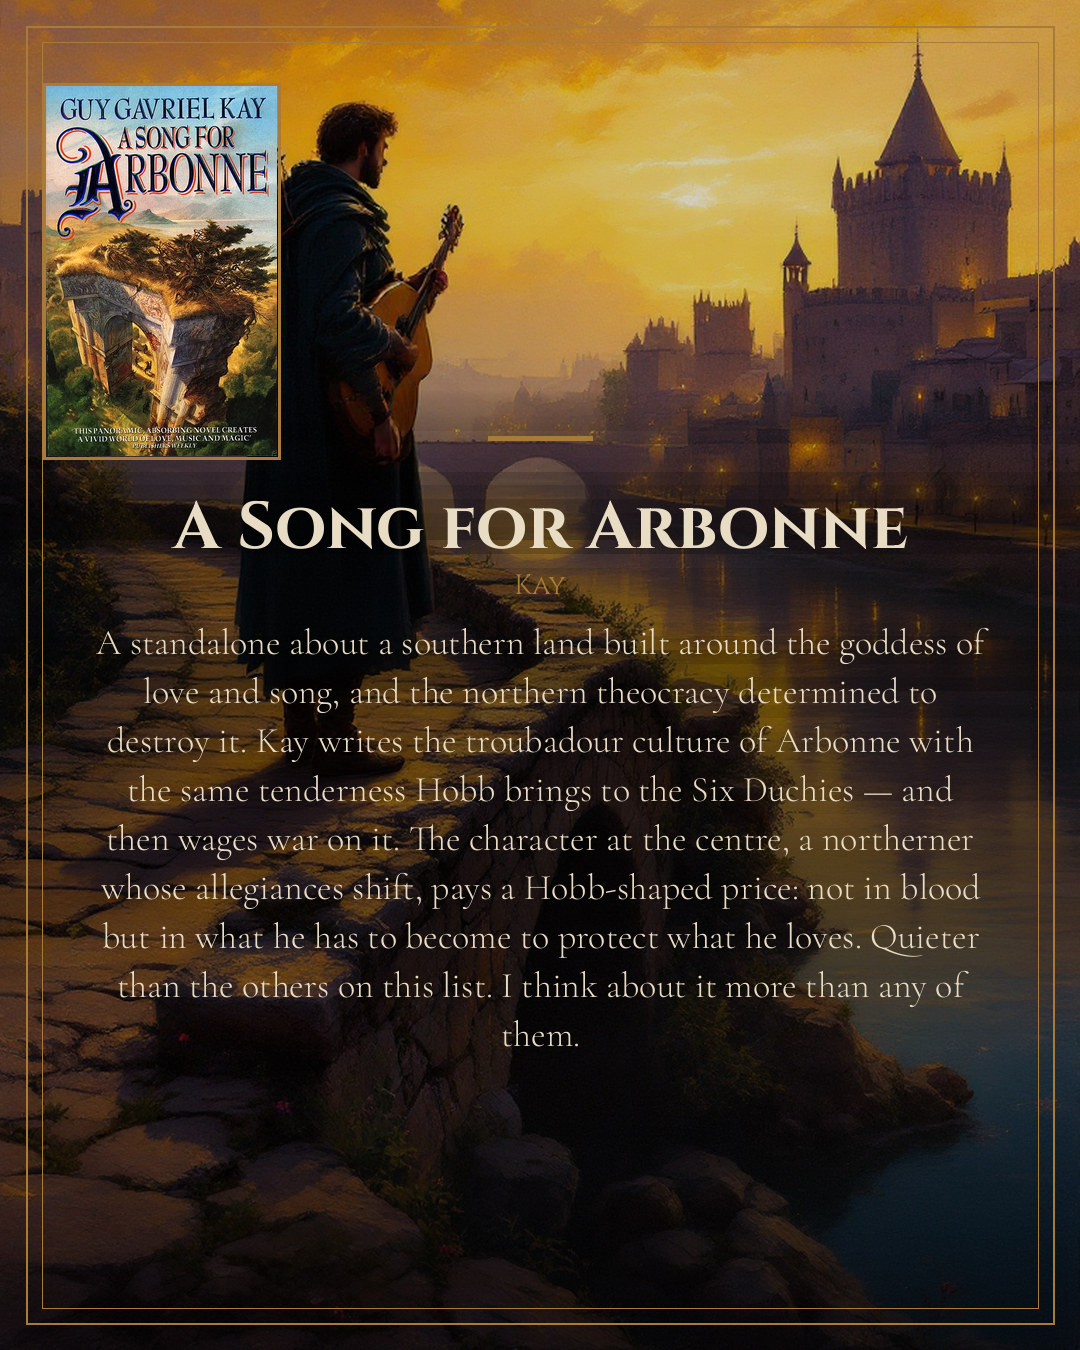 GUY GAVRIEL KAY
A SONG FOR
ARBONNE
THIS PANORAMIC, ABSORBING NOVEL CREATES
A VIVID WORLD OF LOVE, MUSIC AND MAGIC'
PUBLISHERS WEEKLY
A Song for Arbonne
Kay
A standalone about a southern land built around the goddess of
love and song, and the northern theocracy determined to
destroy it. Kay writes the troubadour culture of Arbonne with
the same tenderness Hobb brings to the Six Duchies — and
then wages war on it. The character at the centre, a northerner
whose allegiances shift, pays a Hobb-shaped price: not in blood
but in what he has to become to protect what he loves. Quieter
than the others on this list. I think about it more than any of
them.